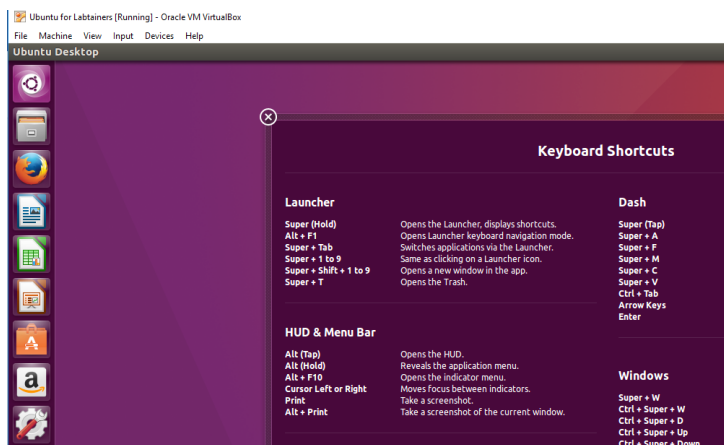 Ubuntu for Labtainers [Running] - Oracle VM VirtualBox
File Machine View Input Devices Help
Ubuntu Desktop
Keyboard Shortcuts
Launcher
Super (Hold) Opens the Launcher, displays shortcuts.
Alt + F1 Opens Launcher keyboard navigation mode.
Super + Tab Switches applications via the Launcher.
Super + 1 to 9 Same as clicking on a Launcher icon.
Super + Shift + 1 to 9 Opens a new window in the app.
Super + T Opens the Trash.
HUD & Menu Bar
Alt (Tap) Opens the HUD.
Alt (Hold) Reveals the application menu.
Alt + F10 Opens the indicator menu.
Cursor Left or Right Moves focus between indicators.
Print Take a screenshot.
Alt + Print Take a screenshot of the current window.
Dash
Super (Tap)
Super + A
Super + F
Super + M
Super + C
Super + V
Ctrl + Tab
Arrow Keys
Enter
Windows
Super + W
Ctrl + Super + W
Ctrl + Super + D
Ctrl + Super + Up
Ctrl + Super + Down
A
a